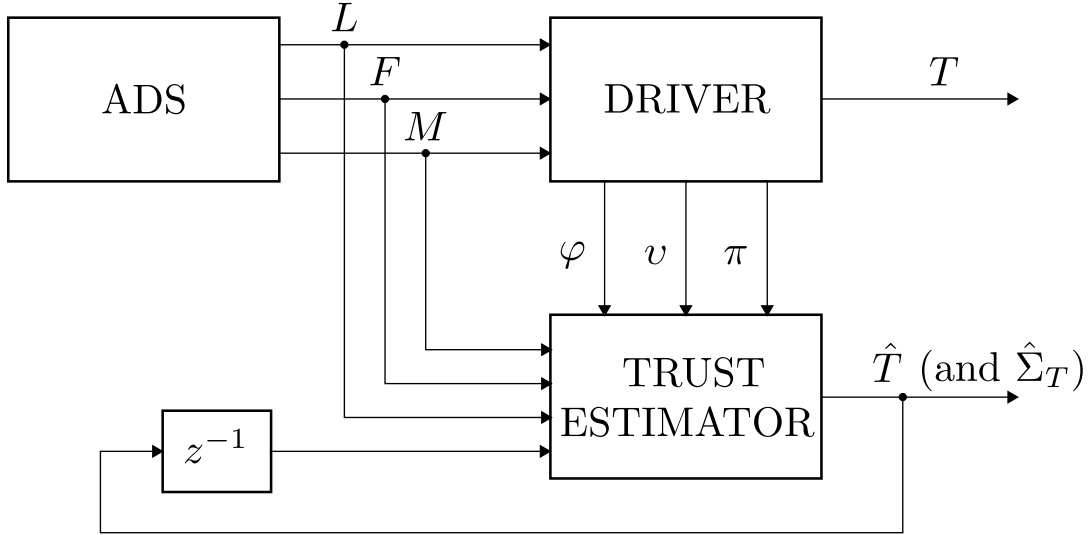 L
F
M
ADS
DRIVER
T
φ υ π
TRUST
ESTIMATOR
T̂ (and Σ̂_T)
z⁻¹